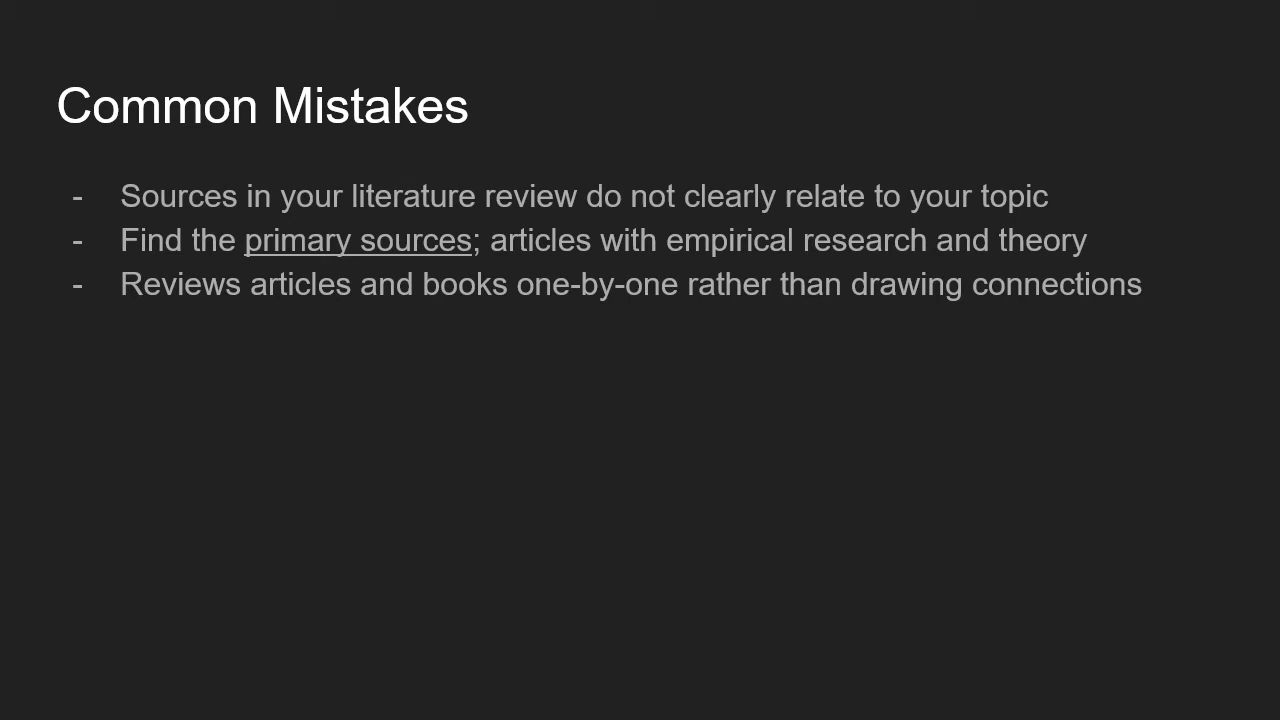 Common Mistakes
- Sources in your literature review do not clearly relate to your topic
- Find the primary sources; articles with empirical research and theory
- Reviews articles and books one-by-one rather than drawing connections